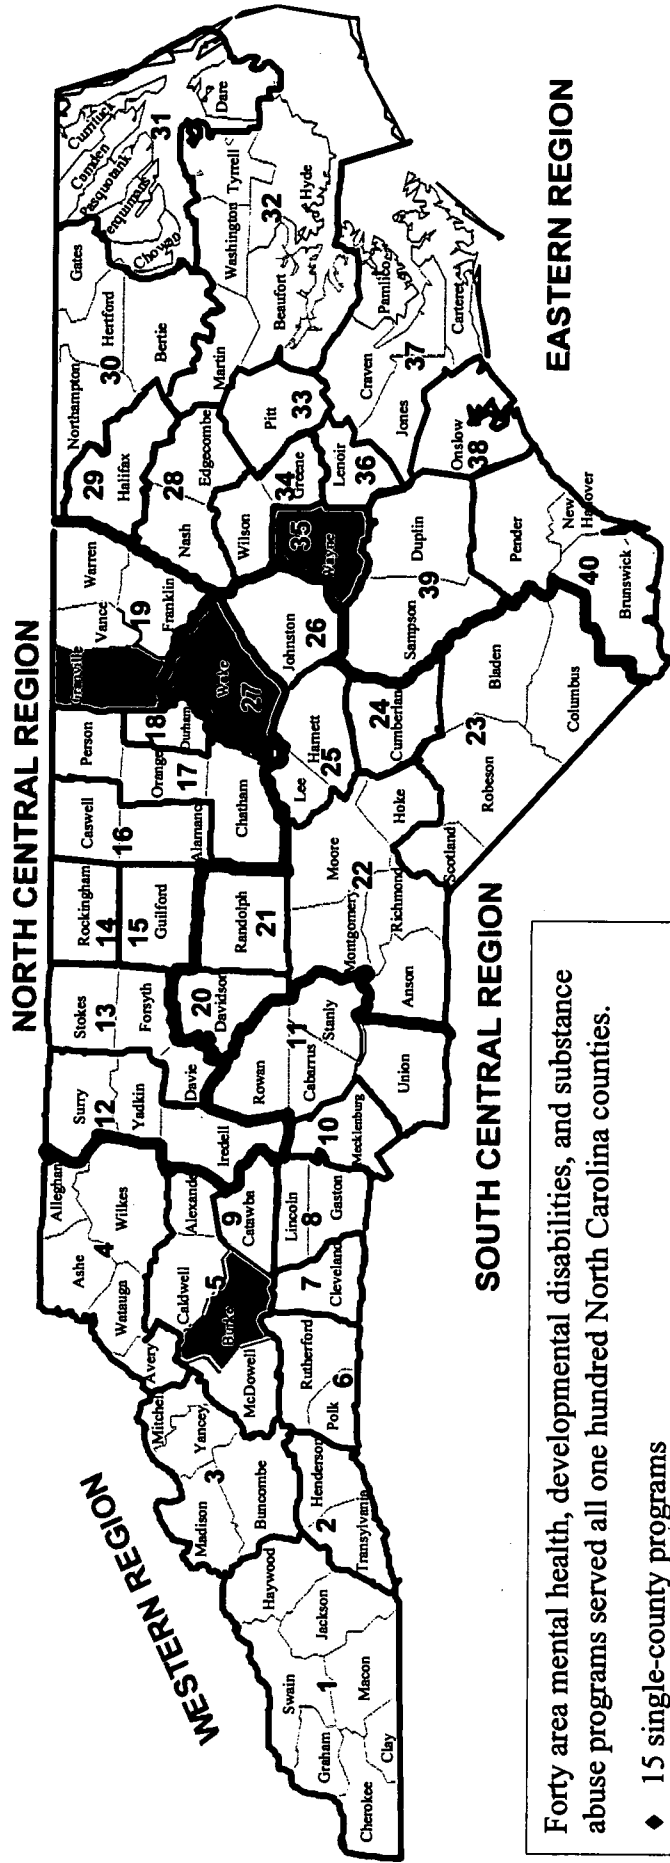 NORTH CENTRAL REGION
WESTERN REGION
SOUTH CENTRAL REGION
EASTERN REGION
Cherokee
Graham
Clay
Swain
1
Macon
Jackson
Haywood
2
Transylvania
Henderson
Madison
3
Buncombe
Yancey
Mitchell
Avery
Watauga
Ashe
4
Alleghan
Wilkes
Caldwell
5
Burke
McDowell
Alexande
Rutherford
Polk
6
7
Cleveland
Lincoln
8
Gaston
9
Catawba
10
Mecklenburg
Iredell
Rowan
11
Cabarrus
Stanly
Union
Surry
12
Yadkin
Davie
Stokes
13
Forsyth
20
Davidson
Rockingham
14
15
Guilford
Randolph
21
Montgomery
Moore
22
Richmond
Anson
Hoke
Scotland
Caswell
16
Alamanc
Person
Orange
17
Chatham
18
Durham
Granville
Vance
Warren
19
Franklin
Wake
27
Lee
Harnett
25
Johnston
26
24
Cumberland
Robeson
23
Bladen
Columbus
29
Halifax
Northampton
30
Hertford
Gates
Bertie
28
Nash
Edgecombe
Wilson
Martin
Pitt
33
34
Greene
35
Wayne
Lenoir
36
Sampson
39
Duplin
Jones
Craven
37
Pamlico
Carteret
Onslow
38
Pender
New
Hanover
40
Brunswick
Currituck
Camden
Pasquotank
erquimans
Chowan
31
Dare
Washington
Tyrrell
Beaufort
32
Hyde
Forty area mental health, developmental disabilities, and substance
abuse programs served all one hundred North Carolina counties.
♦ 15 single-county programs